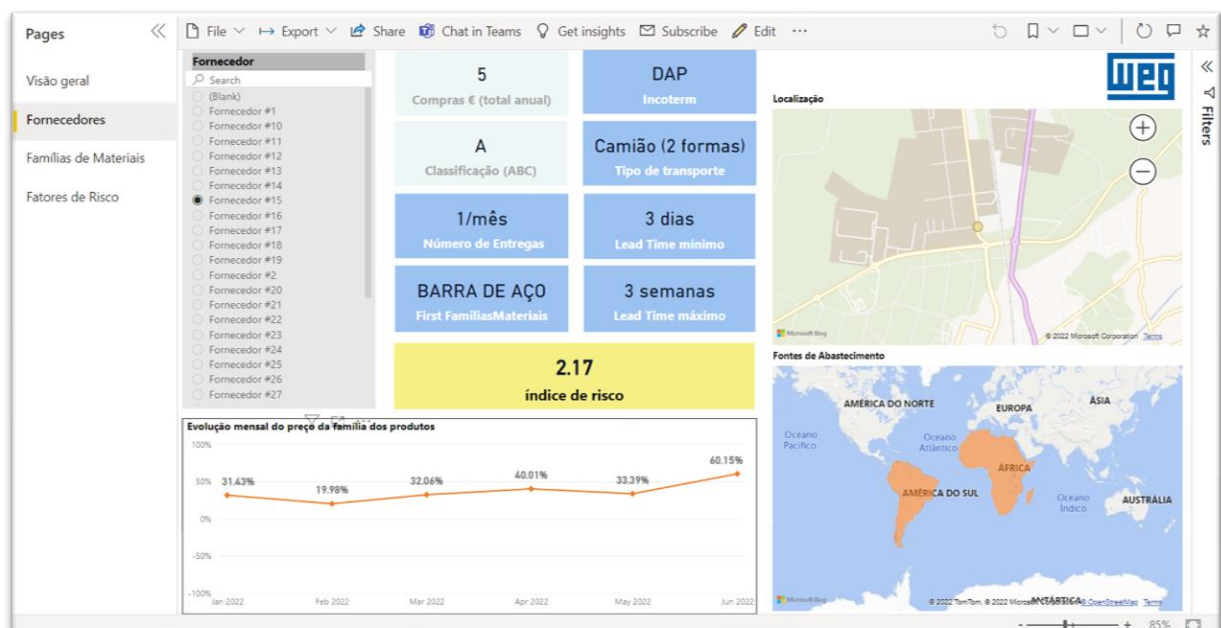 Pages
Visão geral
Fornecedores
Famílias de Materiais
Fatores de Risco
File Export Share Chat in Teams Get insights Subscribe Edit ...
Fornecedor
Search
(Blank)
Fornecedor #1
Fornecedor #10
Fornecedor #11
Fornecedor #12
Fornecedor #13
Fornecedor #14
Fornecedor #15
Fornecedor #16
Fornecedor #17
Fornecedor #18
Fornecedor #19
Fornecedor #2
Fornecedor #20
Fornecedor #21
Fornecedor #22
Fornecedor #23
Fornecedor #24
Fornecedor #25
Fornecedor #26
Fornecedor #27
5
Compras € (total anual)
DAP
Incoterm
A
Classificação (ABC)
Camião (2 formas)
Tipo de transporte
1/mês
Número de Entregas
3 dias
Lead Time mínimo
BARRA DE AÇO
First FamíliasMateriais
3 semanas
Lead Time máximo
2.17
índice de risco
weg
Localização
Microsoft Bing
© 2022 Microsoft Corporation Terms
Filters
Fontes de Abastecimento
AMÉRICA DO NORTE
EUROPA
ÁSIA
Oceano Pacífico
Oceano Atlântico
ÁFRICA
AMÉRICA DO SUL
Oceano Índico
AUSTRÁLIA
ANTÁRTICA
Microsoft Bing
© 2022 TomTom, © 2022 Microsoft Corporation, © OpenStreetMap Terms
Evolução mensal do preço da família dos produtos
100%
50%
0%
-50%
-100%
31.43%
19.98%
32.06%
40.01%
33.39%
60.15%
Jan 2022
Feb 2022
Mar 2022
Apr 2022
May 2022
Jun 2022
- + 85%